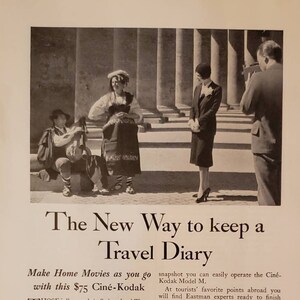 The New Way to keep a
Travel Diary
Make Home Movies as you go
with this $75 Ciné-Kodak
snapshot you can easily operate the Ciné-
Kodak Model M.
At tourists' favorite points abroad you
will find Eastman experts ready to finish